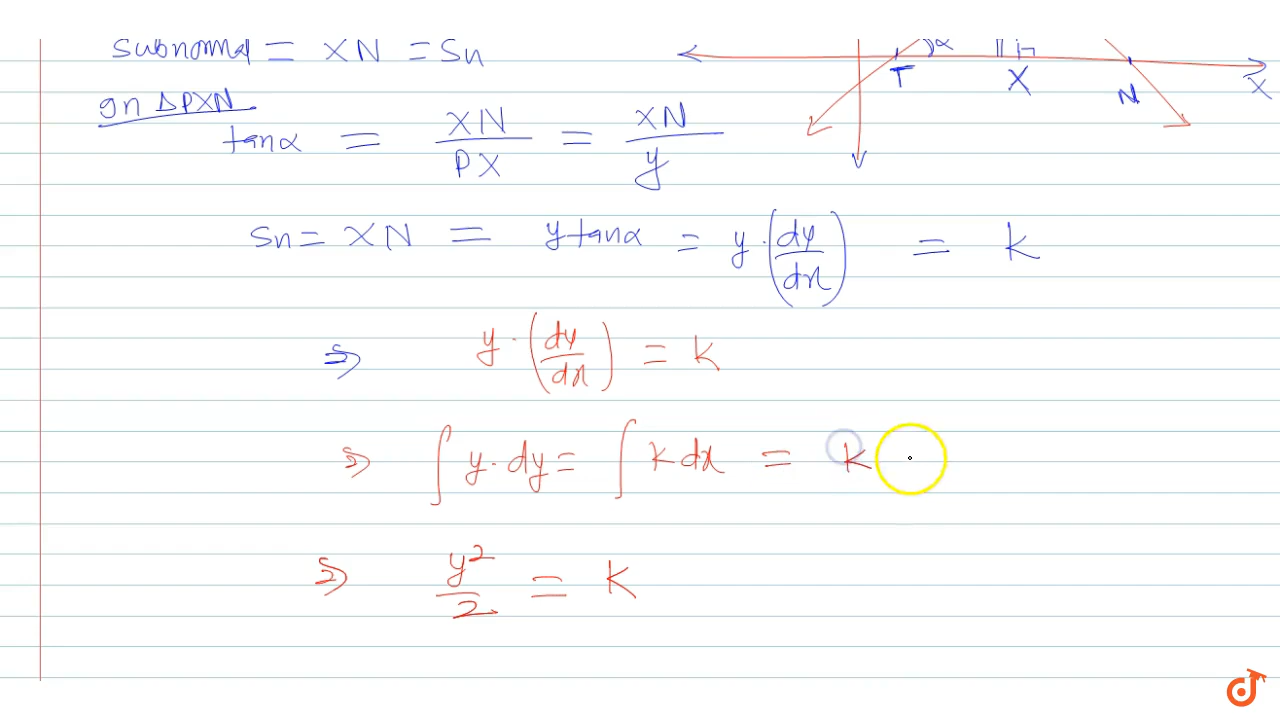 Subnormal = XN = Sn
α
T X N X
gn ΔPXN
tanα = XN/PX = XN/y
Sn = XN = y tanα = y·(dy/dx) = k
⇒ y·(dy/dx) = k
⇒ ∫ y·dy = ∫ k dx = k
⇒ y²/2 = k